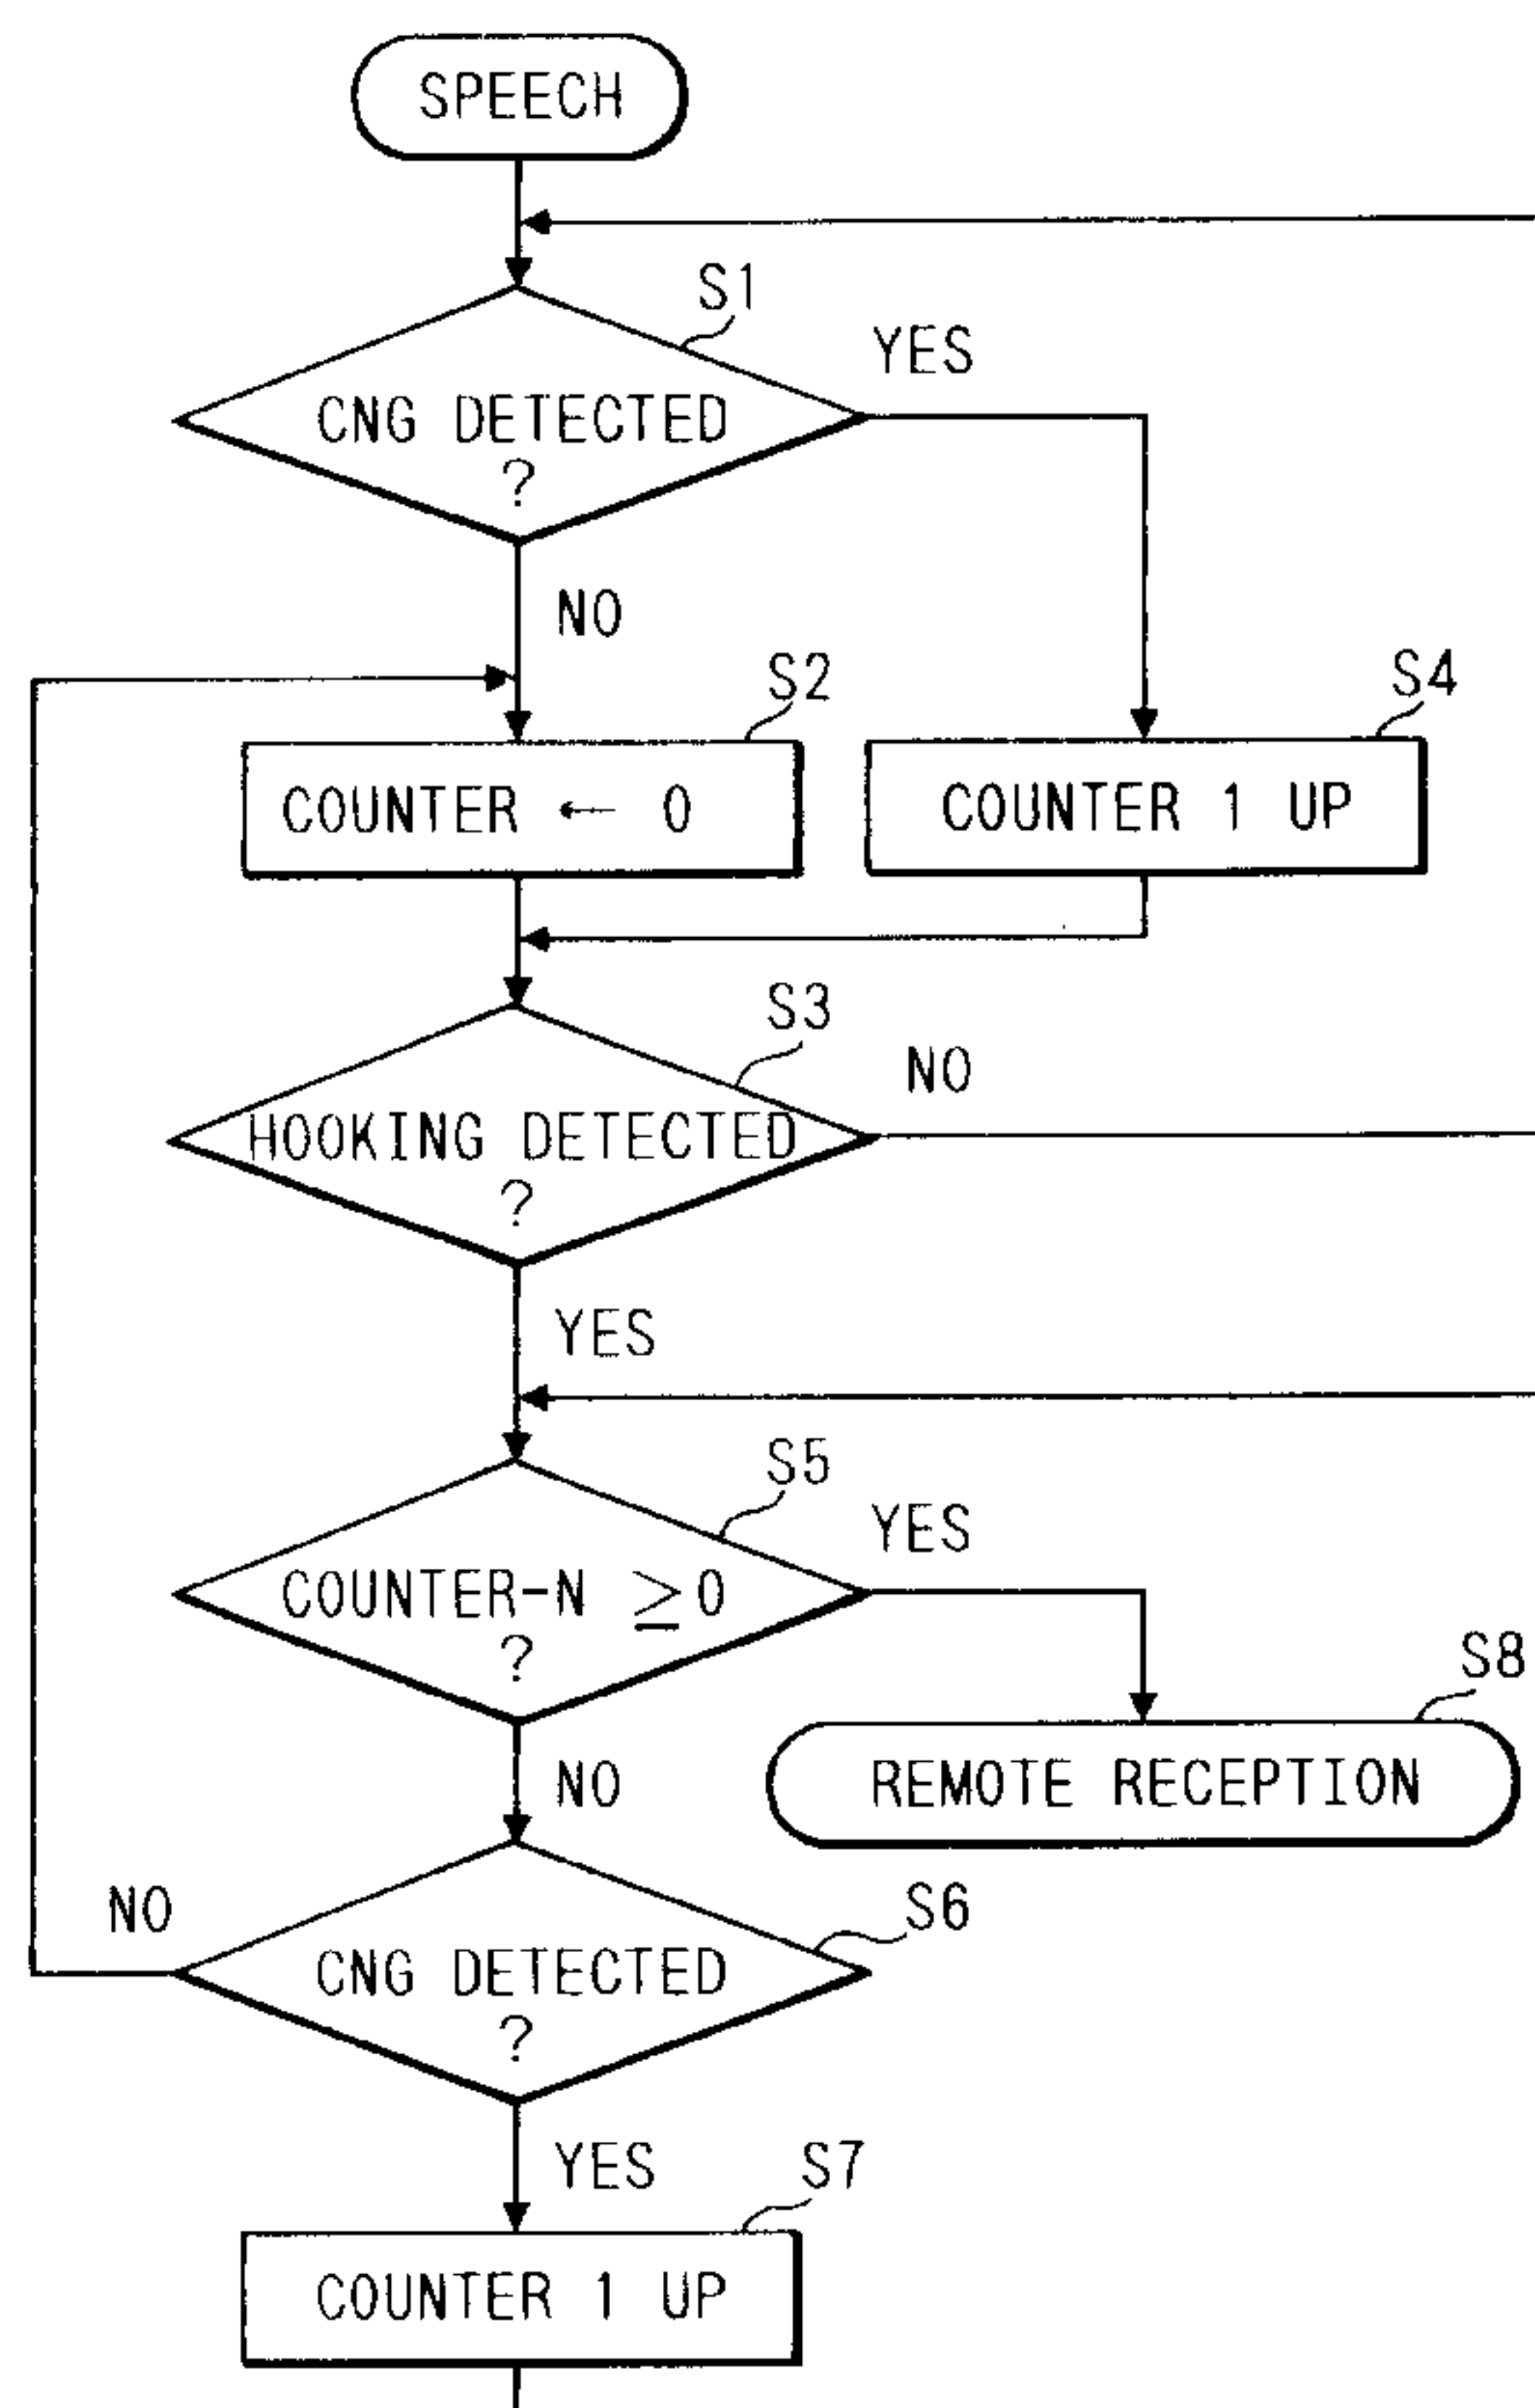 SPEECH
S1
YES
CNG DETECTED
?
NO
S2
S4
COUNTER ← 0
COUNTER 1 UP
S3
NO
HOOKING DETECTED
?
YES
S5
YES
COUNTER-N ≥0
?
S8
NO
REMOTE RECEPTION
NO
S6
CNG DETECTED
?
YES
S7
COUNTER 1 UP